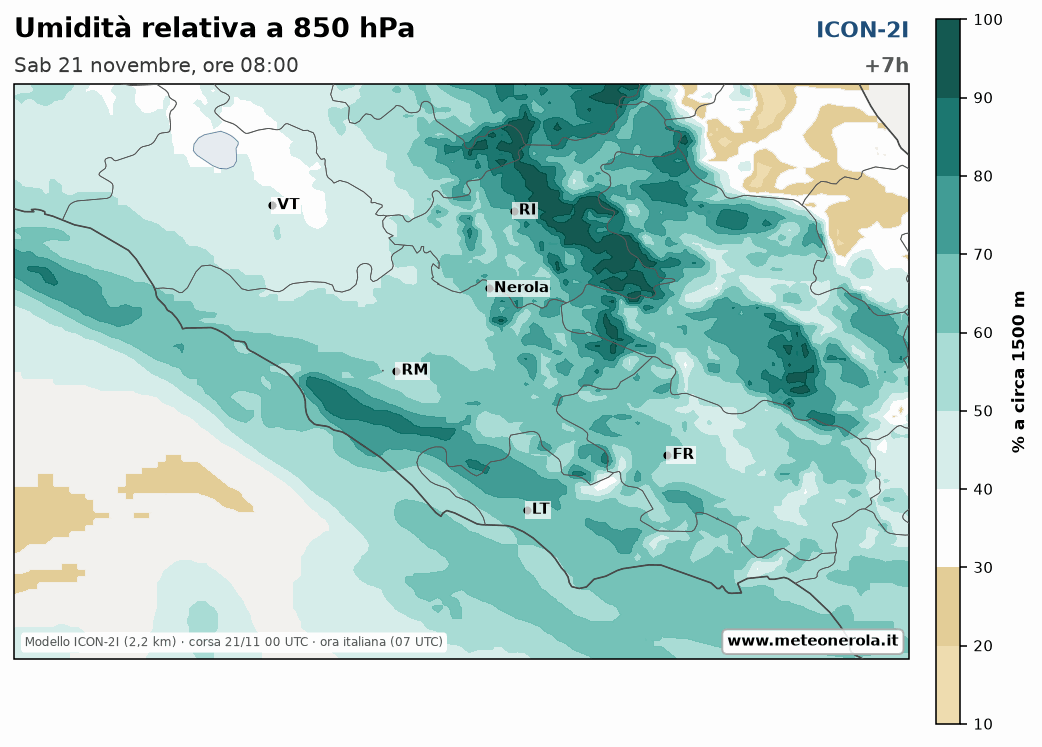 Umidità relativa a 850 hPa
ICON-2I
Sab 21 novembre, ore 08:00
+7h
100
90
80
70
60
50
40
30
20
10
% a circa 1500 m
VT
RI
Nerola
RM
FR
LT
Modello ICON-2I (2,2 km) · corsa 21/11 00 UTC · ora italiana (07 UTC)
www.meteonerola.it